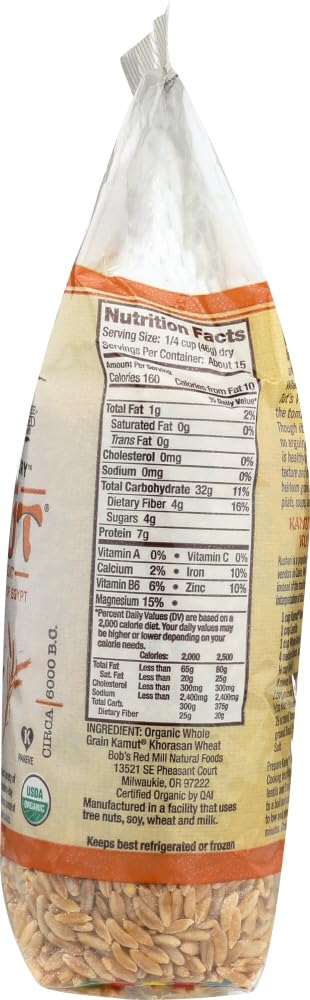 Nutrition Facts
Serving Size: 1/4 cup (46g) dry
Servings Per Container: About 15
Amount Per Serving
Calories 160 Calories from Fat 10
% Daily Value*
Total Fat 1g 2%
Saturated Fat 0g 0%
Trans Fat 0g
Cholesterol 0mg 0%
Sodium 0mg 0%
Total Carbohydrate 32g 11%
Dietary Fiber 4g 16%
Sugars 4g
Protein 7g
Vitamin A 0% • Vitamin C 0%
Calcium 2% • Iron 10%
Vitamin B6 6% • Zinc 10%
Magnesium 15% •
*Percent Daily Values (DV) are based on a
2,000 calorie diet. Your daily values may
be higher or lower depending on your
calorie needs.
Calories: 2,000 2,500
Total Fat Less than 65g 80g
Sat. Fat Less than 20g 25g
Cholesterol Less than 300mg 300mg
Sodium Less than 2,400mg 2,400mg
Total Carb. 300g 375g
Dietary Fiber 25g 30g
INGREDIENT: Organic Whole
Grain Kamut® Khorasan Wheat
Bob's Red Mill Natural Foods
13521 SE Pheasant Court
Milwaukie, OR 97222
Certified Organic by QAI
Manufactured in a facility that uses
tree nuts, soy, wheat and milk.
Keeps best refrigerated or frozen
CIRCA 6000 B.C.
K
PAREVE
USDA
ORGANIC